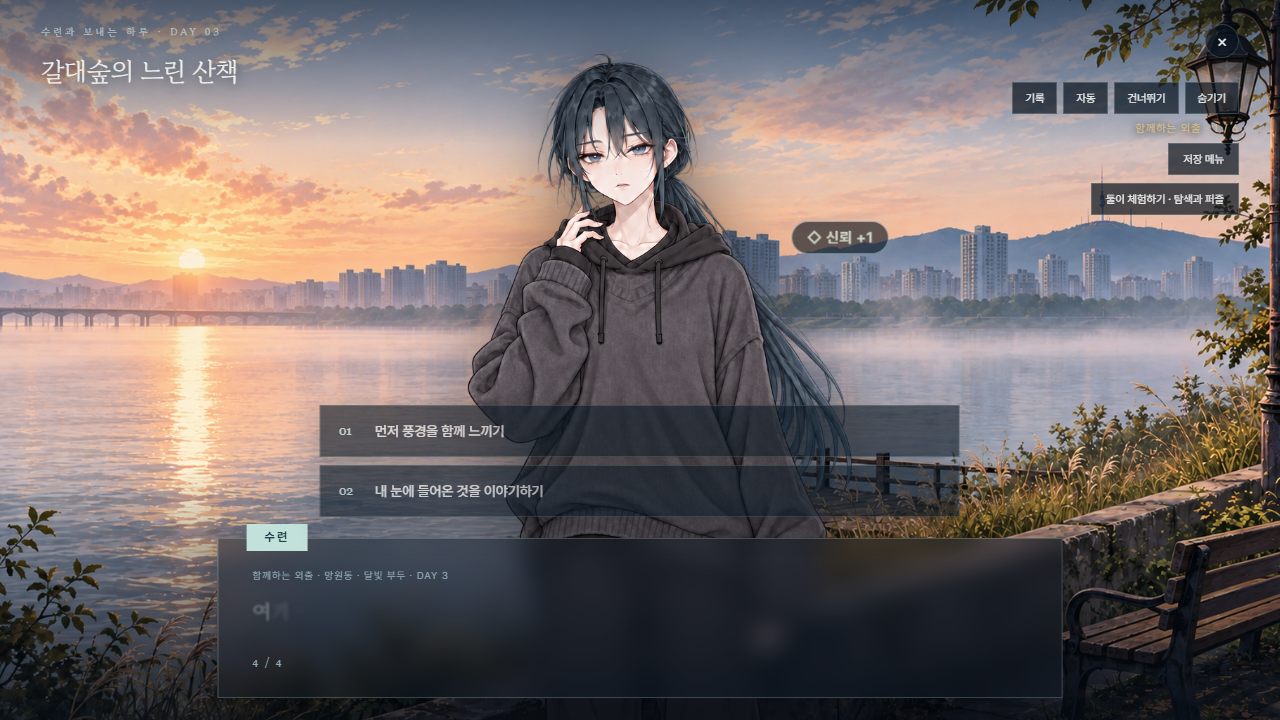 수련과 보내는 하루 · DAY 03
갈대숲의 느린 산책
×
기록
자동
건너뛰기
숨기기
함께하는 외출
저장 메뉴
둘이 체험하기 · 탐색과 퍼즐
◇ 신뢰 +1
01 먼저 풍경을 함께 느끼기
02 내 눈에 들어온 것을 이야기하기
수련
함께하는 외출 · 망원동 · 달빛 부두 · DAY 3
여기
4 / 4